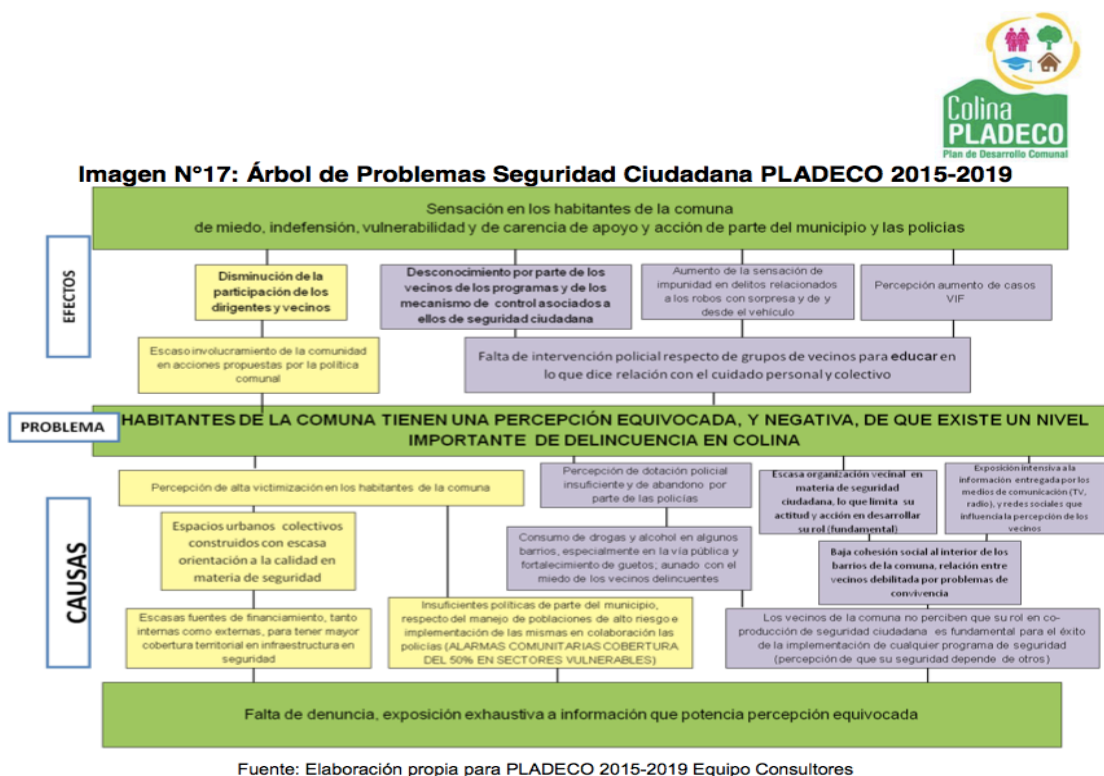 Colina
PLADECO
Plan de Desarrollo Comunal
Imagen N°17: Árbol de Problemas Seguridad Ciudadana PLADECO 2015-2019
Sensación en los habitantes de la comuna
de miedo, indefensión, vulnerabilidad y de carencia de apoyo y acción de parte del municipio y las policías
EFECTOS
Disminución de la
participación de los
dirigentes y vecinos
Desconocimiento por parte de los
vecinos de los programas y de los
mecanismo de control asociados a
ellos de seguridad ciudadana
Aumento de la sensación de
impunidad en delitos relacionados
a los robos con sorpresa y de y
desde el vehículo
Percepción aumento de casos
VIF
Escaso involucramiento de la comunidad
en acciones propuestas por la política
comunal
Falta de intervención policial respecto de grupos de vecinos para educar en
lo que dice relación con el cuidado personal y colectivo
PROBLEMA
HABITANTES DE LA COMUNA TIENEN UNA PERCEPCIÓN EQUIVOCADA, Y NEGATIVA, DE QUE EXISTE UN NIVEL
IMPORTANTE DE DELINCUENCIA EN COLINA
CAUSAS
Percepción de alta victimización en los habitantes de la comuna
Percepción de dotación policial
insuficiente y de abandono por
parte de las policías
Escasa organización vecinal en
materia de seguridad
ciudadana, lo que limita su
actitud y acción en desarrollar
su rol (fundamental)
Exposición intensiva a la
información entregada por los
medios de comunicación (TV,
radio), y redes sociales que
influencia la percepción de los
vecinos
Espacios urbanos colectivos
construidos con escasa
orientación a la calidad en
materia de seguridad
Consumo de drogas y alcohol en algunos
barrios, especialmente en la vía pública y
fortalecimiento de guetos; aunado con el
miedo de los vecinos delincuentes
Baja cohesión social al interior de los
barrios de la comuna, relación entre
vecinos debilitada por problemas de
convivencia
Escasas fuentes de financiamiento, tanto
internas como externas, para tener mayor
cobertura territorial en infraestructura en
seguridad
Insuficientes políticas de parte del municipio,
respecto del manejo de poblaciones de alto riesgo e
implementación de las mismas en colaboración las
policías (ALARMAS COMUNITARIAS COBERTURA
DEL 50% EN SECTORES VULNERABLES)
Los vecinos de la comuna no perciben que su rol en co-
producción de seguridad ciudadana es fundamental para el éxito
de la implementación de cualquier programa de seguridad
(percepción de que su seguridad depende de otros)
Falta de denuncia, exposición exhaustiva a información que potencia percepción equivocada
Fuente: Elaboración propia para PLADECO 2015-2019 Equipo Consultores